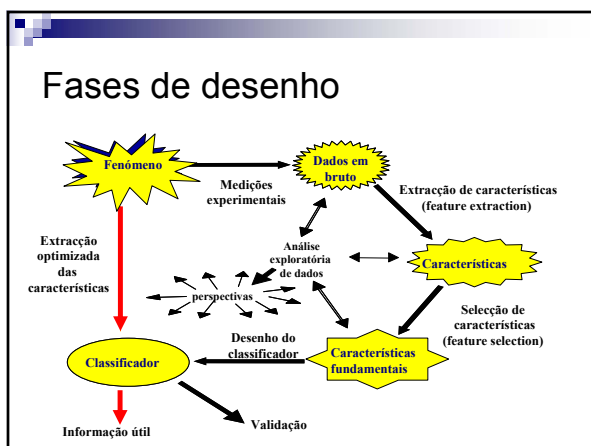 Fases de desenho
Fenómeno
Dados em
bruto
Medições
experimentais
Extracção de característicás
(feature extraction)
Extracção
optimizada
das
características
Análise
exploratória
de dados
Características
perspectivas
Selecção de
características
(feature selection)
Desenho do
classificador
Classificador
Características
fundamentais
Validação
Informação útil